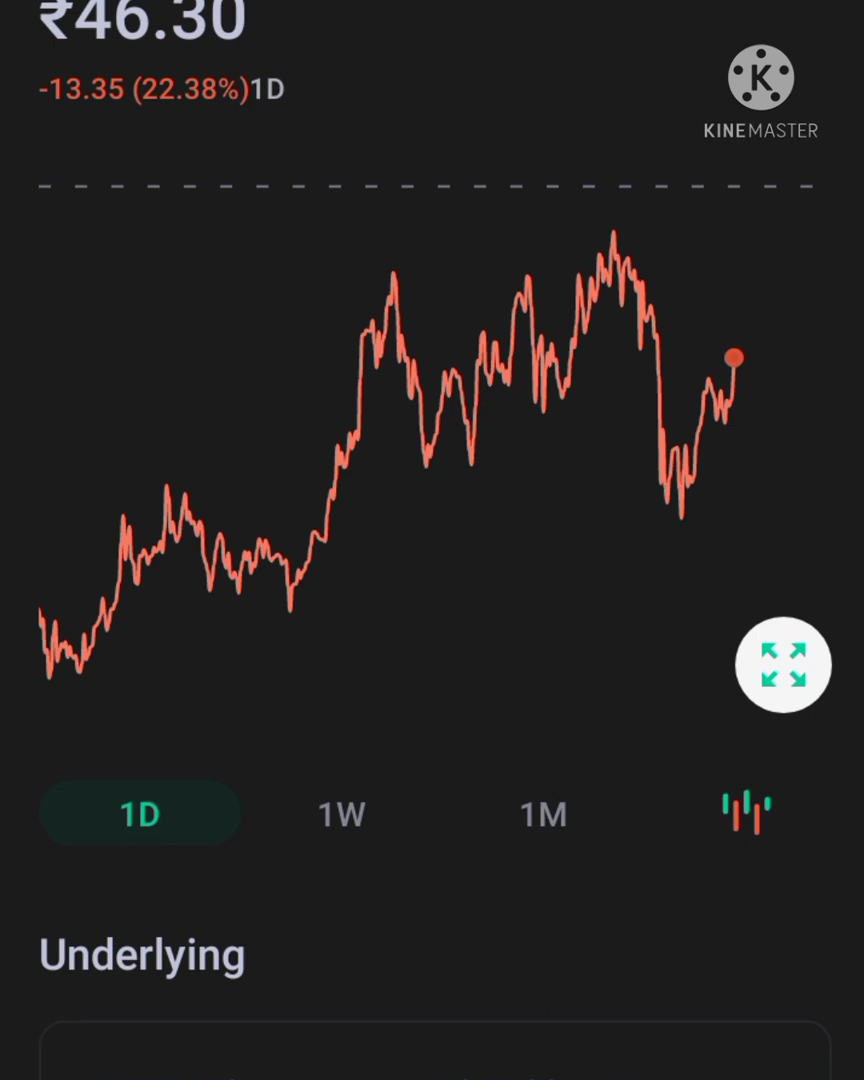 ₹46.30
-13.35 (22.38%)1D
K
KINEMASTER
1D
1W
1M
Underlying